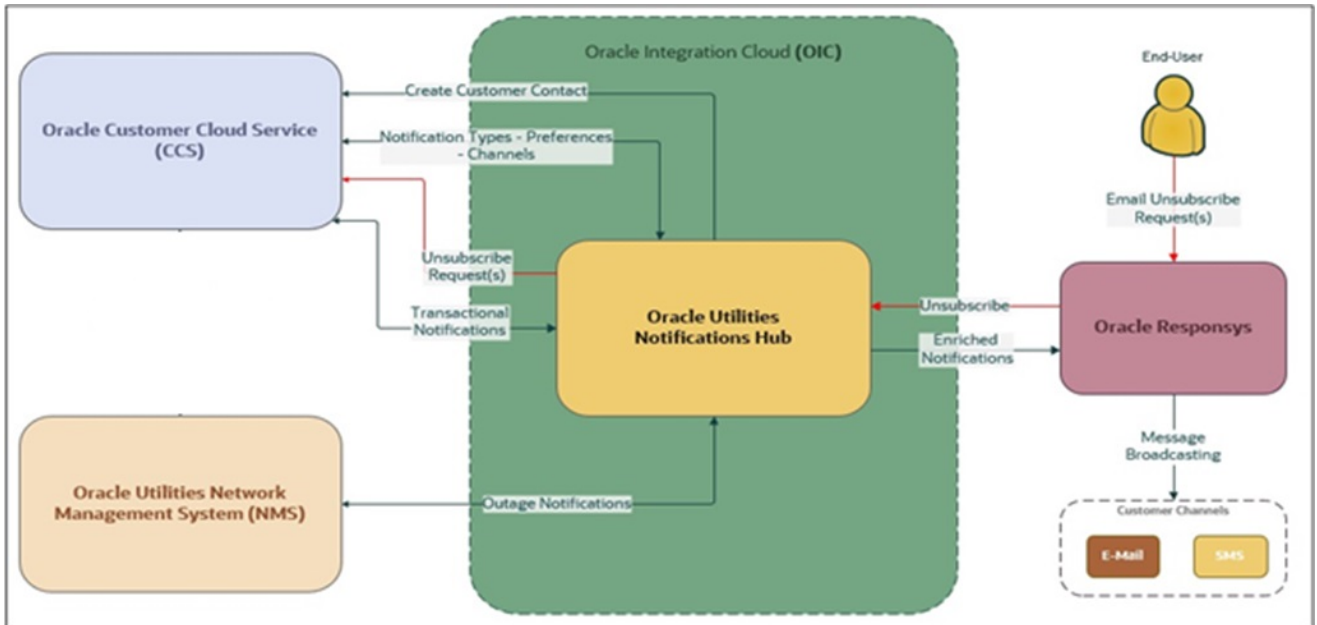 Oracle Integration Cloud (OIC)
End-User
Create Customer Contact
Oracle Customer Cloud Service
(CCS)
Notification Types - Preferences
- Channels
Email Unsubscribe
Request(s)
Unsubscribe
Request(s)
Transactional
Notifications
Oracle Utilities
Notifications Hub
Unsubscribe
Enriched
Notifications
Oracle Responsys
Message
Broadcasting
Oracle Utilities Network
Management System (NMS)
Outage Notifications
Customer Channels
E-Mail
SMS